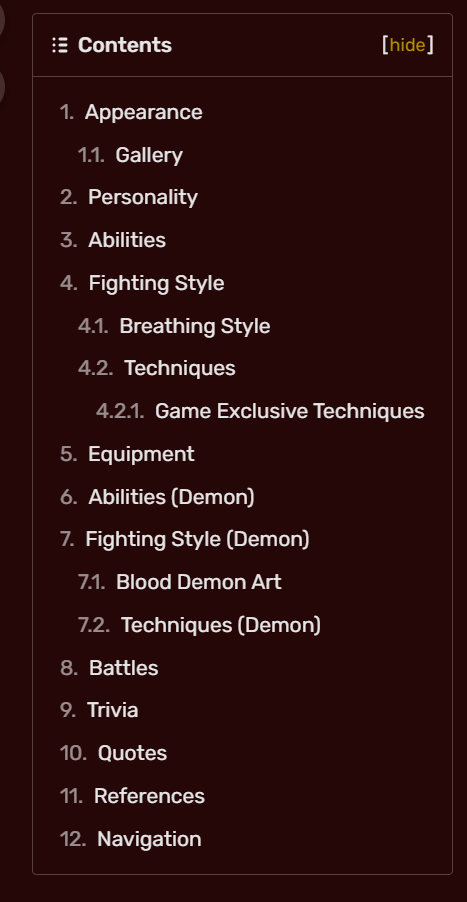 Contents [hide]
1. Appearance
1.1. Gallery
2. Personality
3. Abilities
4. Fighting Style
4.1. Breathing Style
4.2. Techniques
4.2.1. Game Exclusive Techniques
5. Equipment
6. Abilities (Demon)
7. Fighting Style (Demon)
7.1. Blood Demon Art
7.2. Techniques (Demon)
8. Battles
9. Trivia
10. Quotes
11. References
12. Navigation